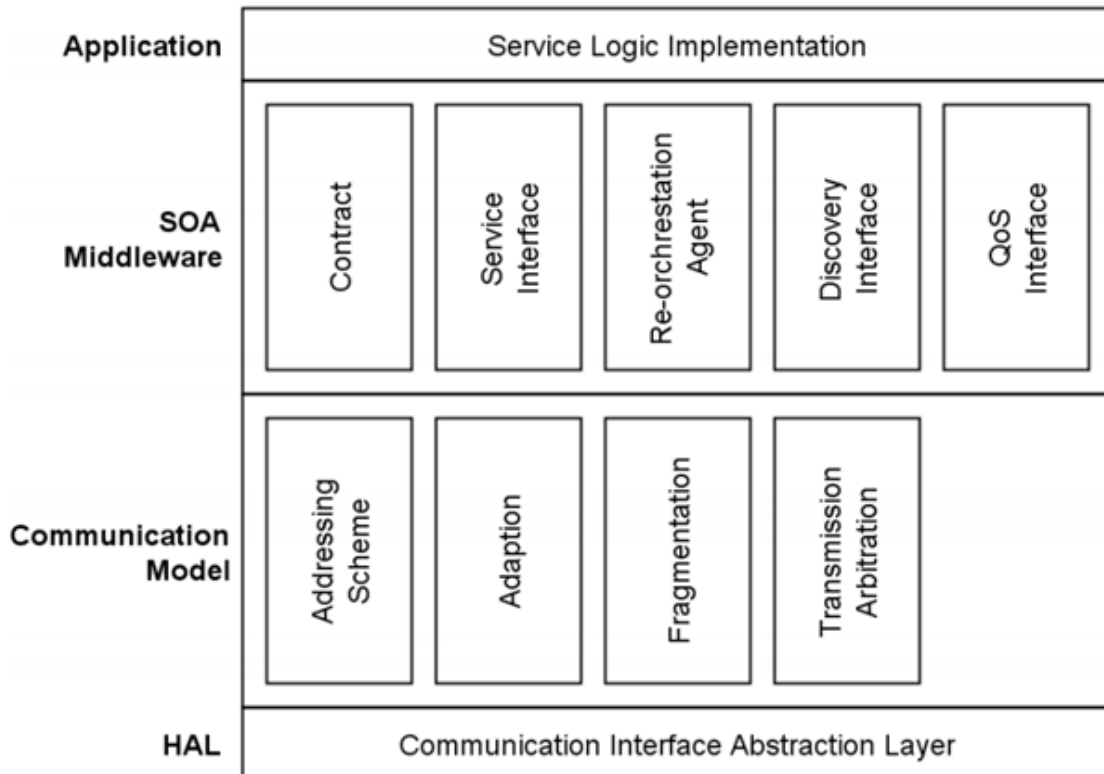 Application
Service Logic Implementation
SOA
Middleware
Contract
Service
Interface
Re-orchrestation
Agent
Discovery
Interface
QoS
Interface
Communication
Model
Addressing
Scheme
Adaption
Fragmentation
Transmission
Arbitration
HAL
Communication Interface Abstraction Layer